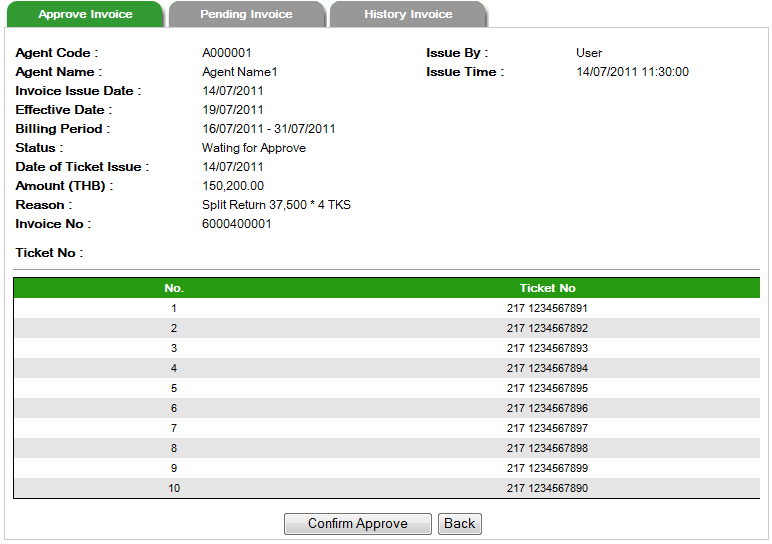 Approve Invoice Pending Invoice History Invoice
Agent Code : A000001 Issue By : User
Agent Name : Agent Name1 Issue Time : 14/07/2011 11:30:00
Invoice Issue Date : 14/07/2011
Effective Date : 19/07/2011
Billing Period : 16/07/2011 - 31/07/2011
Status : Wating for Approve
Date of Ticket Issue : 14/07/2011
Amount (THB) : 150,200.00
Reason : Split Return 37,500 * 4 TKS
Invoice No : 6000400001
Ticket No :
No. Ticket No
1 217 1234567891
2 217 1234567892
3 217 1234567893
4 217 1234567894
5 217 1234567895
6 217 1234567896
7 217 1234567897
8 217 1234567898
9 217 1234567899
10 217 1234567890
Confirm Approve Back